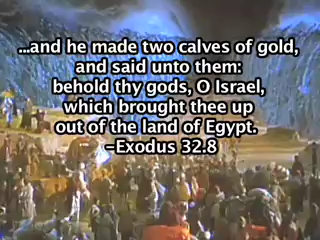 ...and he made two calves of gold,
and said unto them:
behold thy gods, O Israel,
which brought thee up
out of the land of Egypt.
-Exodus 32.8